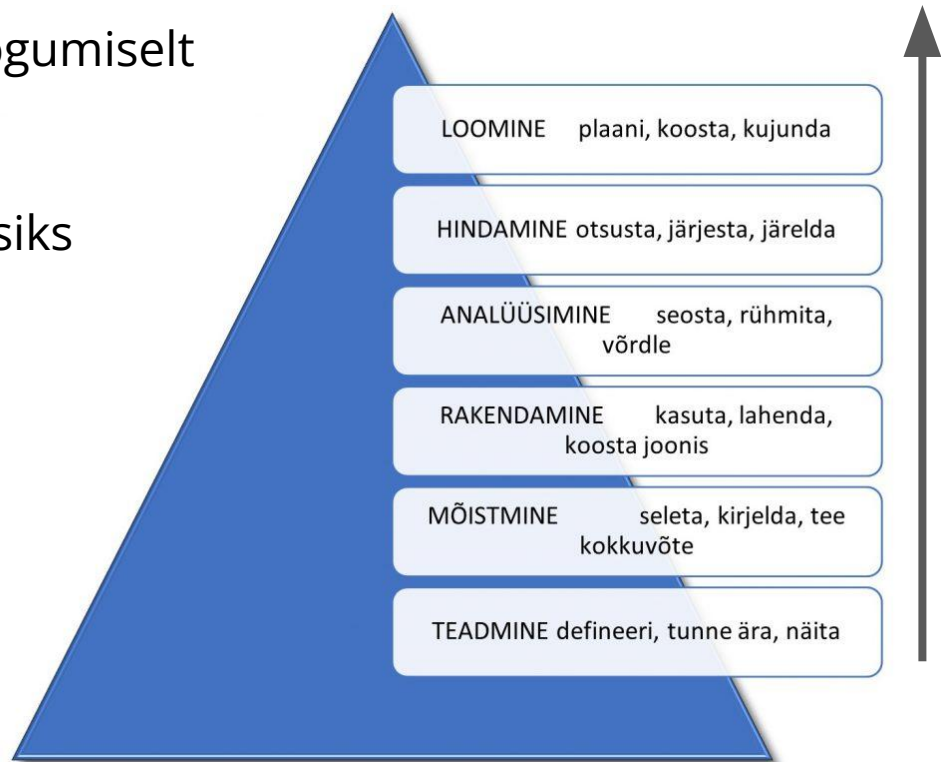 ogumiselt
siks
LOOMINE plaani, koosta, kujunda
HINDAMINE otsusta, järjesta, järelda
ANALÜÜSIMINE seosta, rühmita,
võrdle
RAKENDAMINE kasuta, lahenda,
koosta joonis
MÕISTMINE seleta, kirjelda, tee
kokkuvõte
TEADMINE defineeri, tunne ära, näita